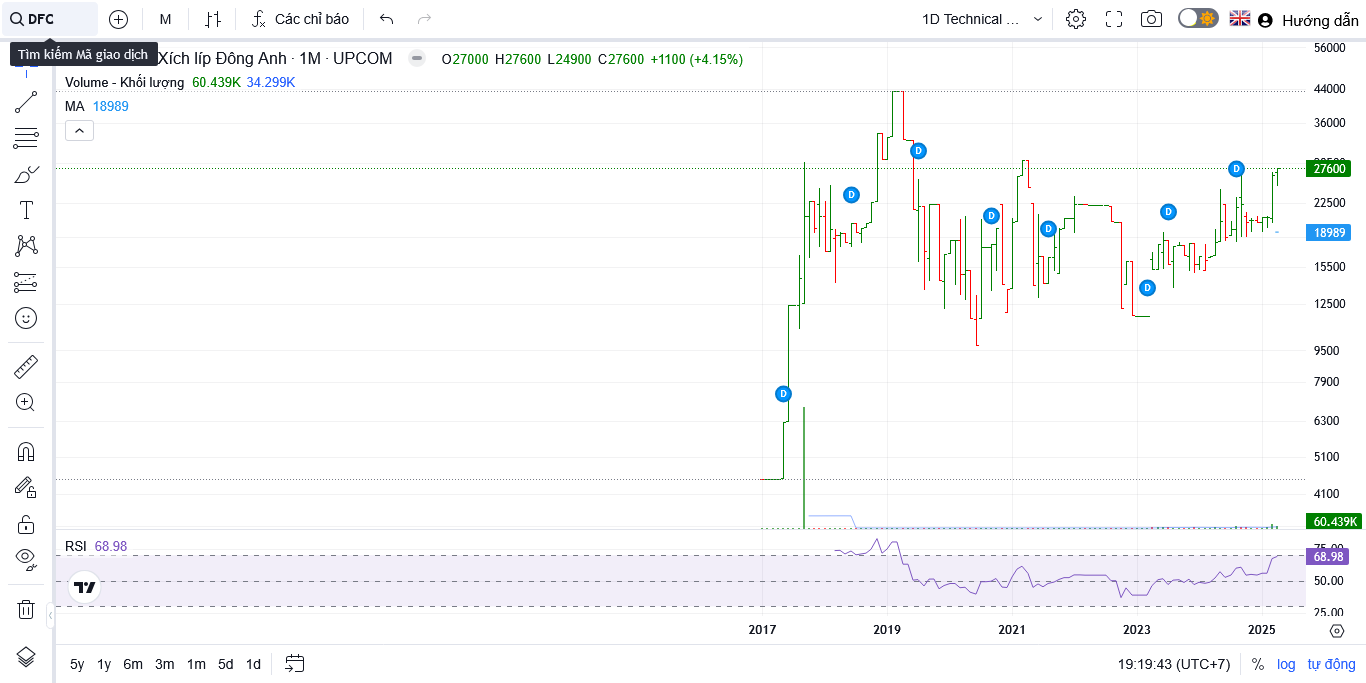 DFC
M
Các chỉ báo
1D Technical ...
Hướng dẫn
Tìm kiếm Mã giao dịch
Xích líp Đông Anh · 1M · UPCOM
O27000 H27600 L24900 C27600 +1100 (+4.15%)
Volume - Khối lượng 60.439K 34.299K
MA 18989
56000
44000
36000
27600
22500
18989
15500
12500
9500
7900
6300
5100
4100
60.439K
D
D
D
D
D
D
D
D
RSI 68.98
75.00
68.98
50.00
25.00
2017 2019 2021 2023 2025
5y 1y 6m 3m 1m 5d 1d
19:19:43 (UTC+7) % log tự động